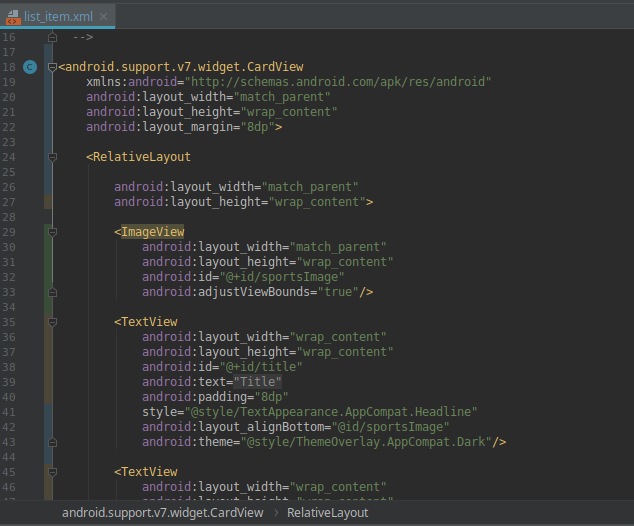 list_item.xml
16 -->
17
18 <android.support.v7.widget.CardView
19 xmlns:android="http://schemas.android.com/apk/res/android"
20 android:layout_width="match_parent"
21 android:layout_height="wrap_content"
22 android:layout_margin="8dp">
23
24 <RelativeLayout
25
26 android:layout_width="match_parent"
27 android:layout_height="wrap_content">
28
29 <ImageView
30 android:layout_width="match_parent"
31 android:layout_height="wrap_content"
32 android:id="@+id/sportsImage"
33 android:adjustViewBounds="true"/>
34
35 <TextView
36 android:layout_width="wrap_content"
37 android:layout_height="wrap_content"
38 android:id="@+id/title"
39 android:text="Title"
40 android:padding="8dp"
41 style="@style/TextAppearance.AppCompat.Headline"
42 android:layout_alignBottom="@id/sportsImage"
43 android:theme="@style/ThemeOverlay.AppCompat.Dark"/>
44
45 <TextView
46 android:layout_width="wrap_content"
47 android:layout_height="wrap_content"
android.support.v7.widget.CardView › RelativeLayout